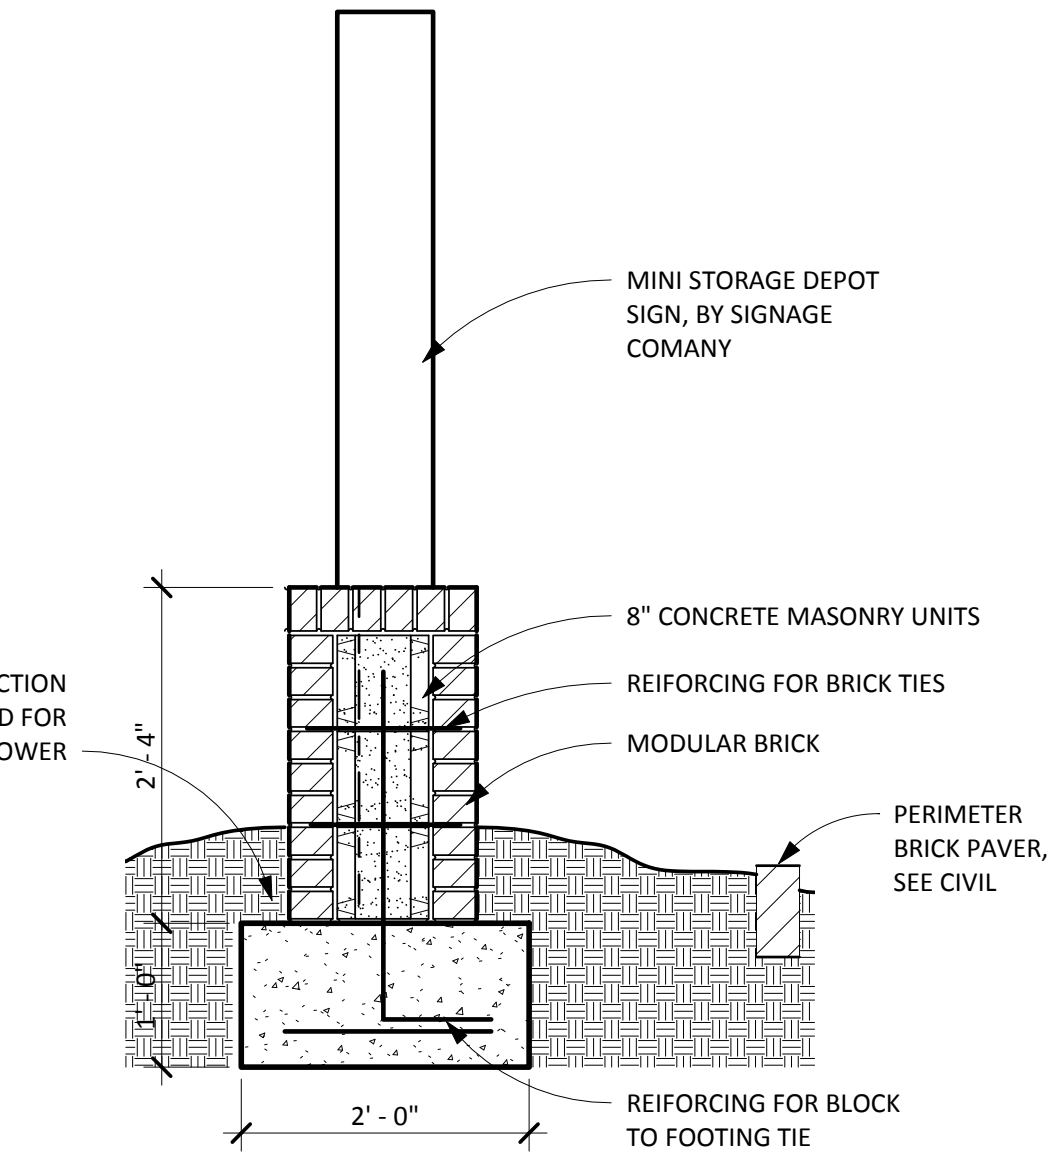 MINI STORAGE DEPOT
SIGN, BY SIGNAGE
COMANY
8" CONCRETE MASONRY UNITS
REIFORCING FOR BRICK TIES
MODULAR BRICK
CTION
D FOR
OWER
2' - 4"
PERIMETER
BRICK PAVER,
SEE CIVIL
1' - 0"
2' - 0"
REIFORCING FOR BLOCK
TO FOOTING TIE